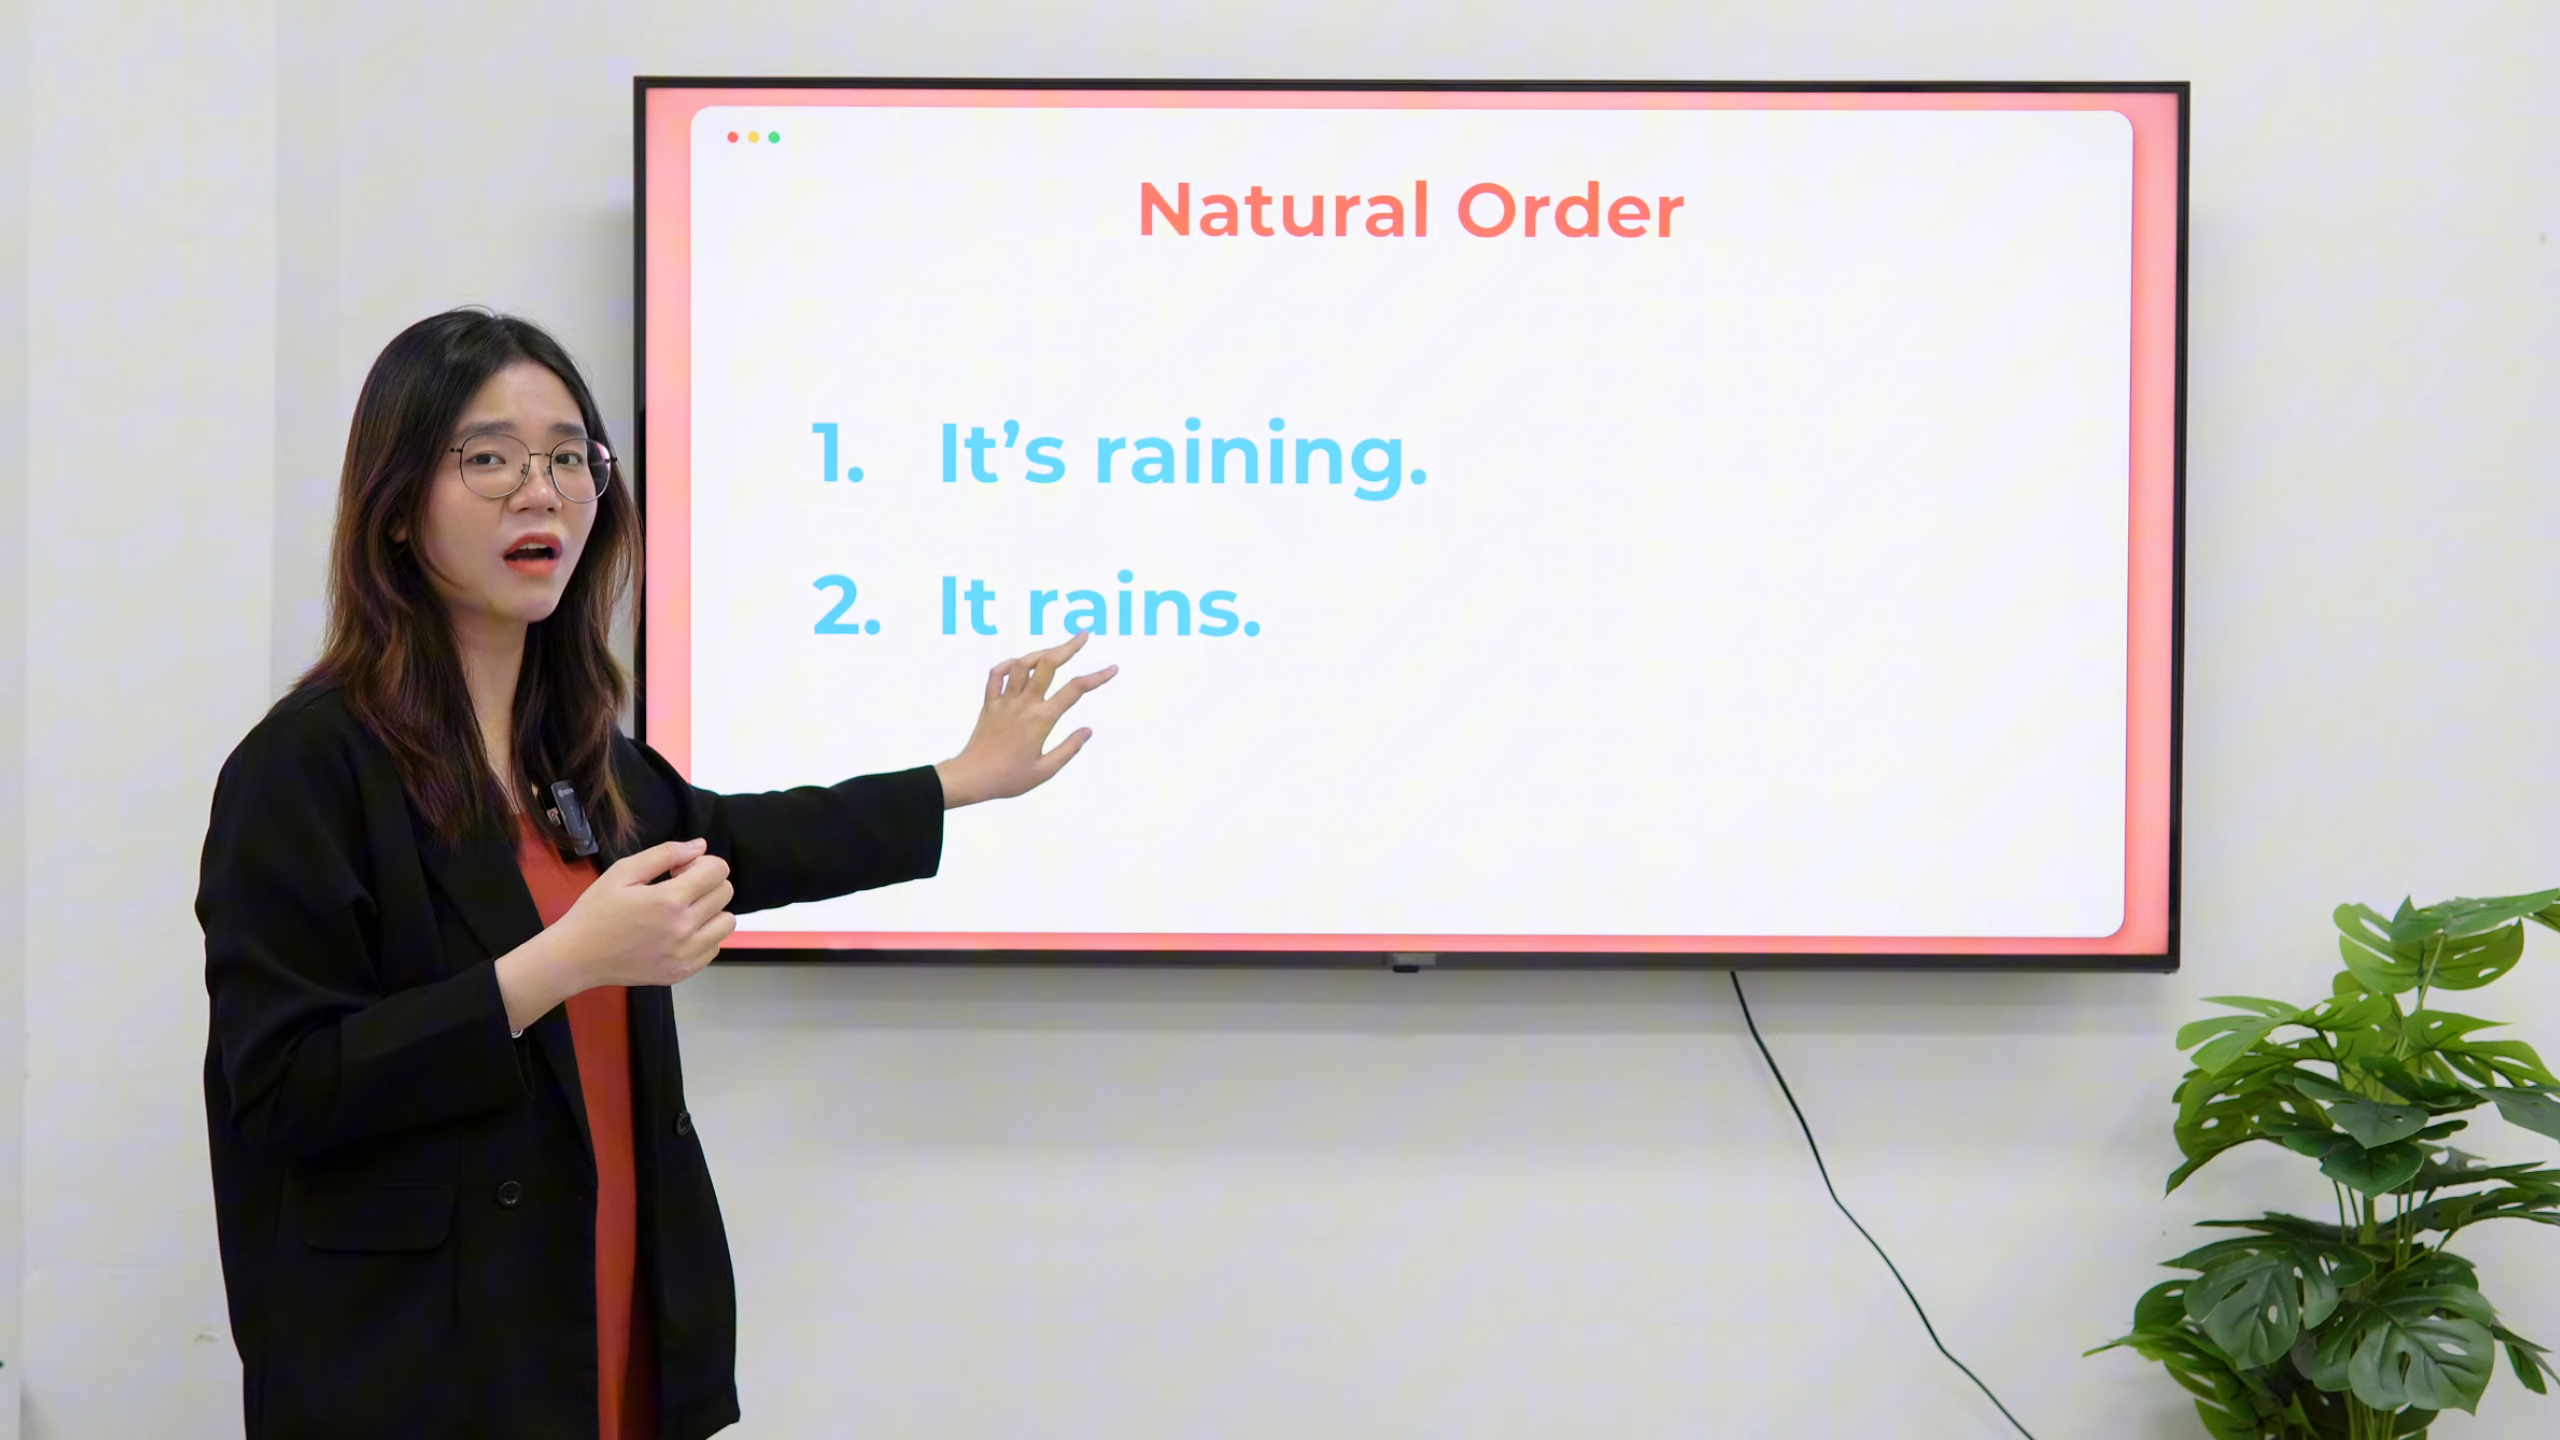 Natural Order
1. It’s raining.
2. It rains.